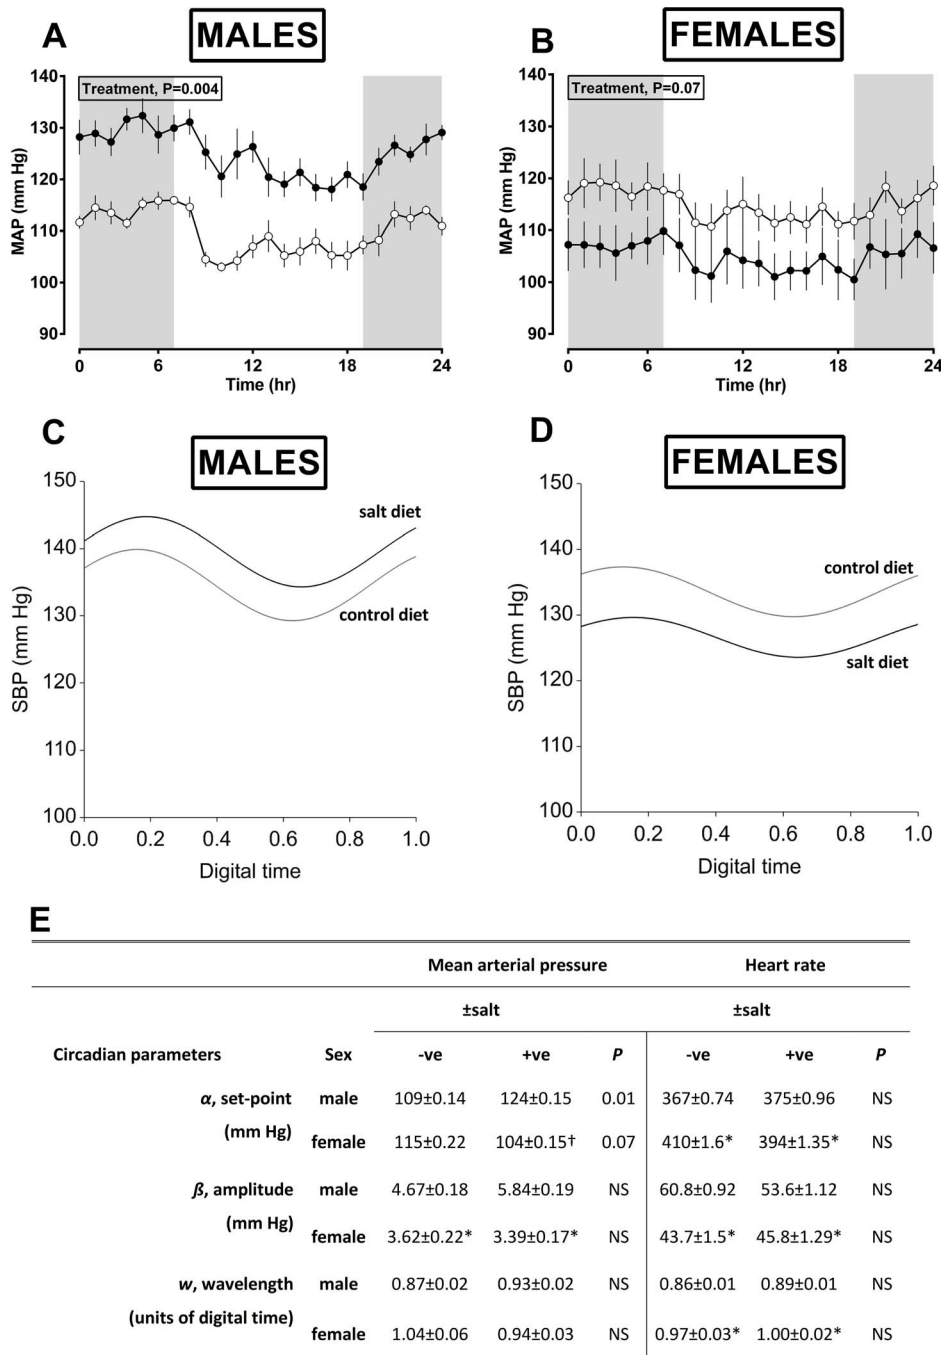 A
MALES
Treatment, P=0.004
140
130
120
110
100
90
MAP (mm Hg)
0
6
12
18
24
Time (hr)
B
FEMALES
Treatment, P=0.07
140
130
120
110
100
90
MAP (mm Hg)
0
6
12
18
24
Time (hr)
C
MALES
150
140
130
120
110
100
SBP (mm Hg)
salt diet
control diet
0.0
0.2
0.4
0.6
0.8
1.0
Digital time
D
FEMALES
150
140
130
120
110
100
SBP (mm Hg)
control diet
salt diet
0.0
0.2
0.4
0.6
0.8
1.0
Digital time
E
Mean arterial pressure Heart rate
±salt ±salt
Circadian parameters Sex -ve +ve P -ve +ve P
α, set-point male 109±0.14 124±0.15 0.01 367±0.74 375±0.96 NS
(mm Hg) female 115±0.22 104±0.15† 0.07 410±1.6* 394±1.35* NS
ß, amplitude male 4.67±0.18 5.84±0.19 NS 60.8±0.92 53.6±1.12 NS
(mm Hg) female 3.62±0.22* 3.39±0.17* NS 43.7±1.5* 45.8±1.29* NS
w, wavelength male 0.87±0.02 0.93±0.02 NS 0.86±0.01 0.89±0.01 NS
(units of digital time) female 1.04±0.06 0.94±0.03 NS 0.97±0.03* 1.00±0.02* NS